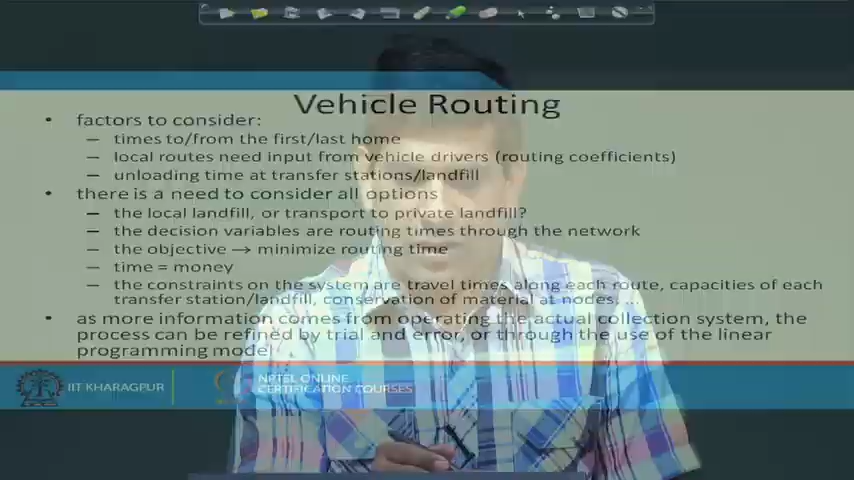 Vehicle Routing
• factors to consider:
– times to/from the first/last home
– local routes need input from vehicle drivers (routing coefficients)
– unloading time at transfer stations/landfill
• there is a need to consider all options
– the local landfill, or transport to private landfill?
– the decision variables are routing times through the network
– the objective → minimize routing time
– time = money
– the constraints on the system are travel times along each route, capacities of each
transfer station/landfill, conservation of material at nodes. ...
• as more information comes from operating the actual collection system, the
process can be refined by trial and error, or through the use of the linear
programming model
IIT KHARAGPUR
NPTEL ONLINE
CERTIFICATION COURSES